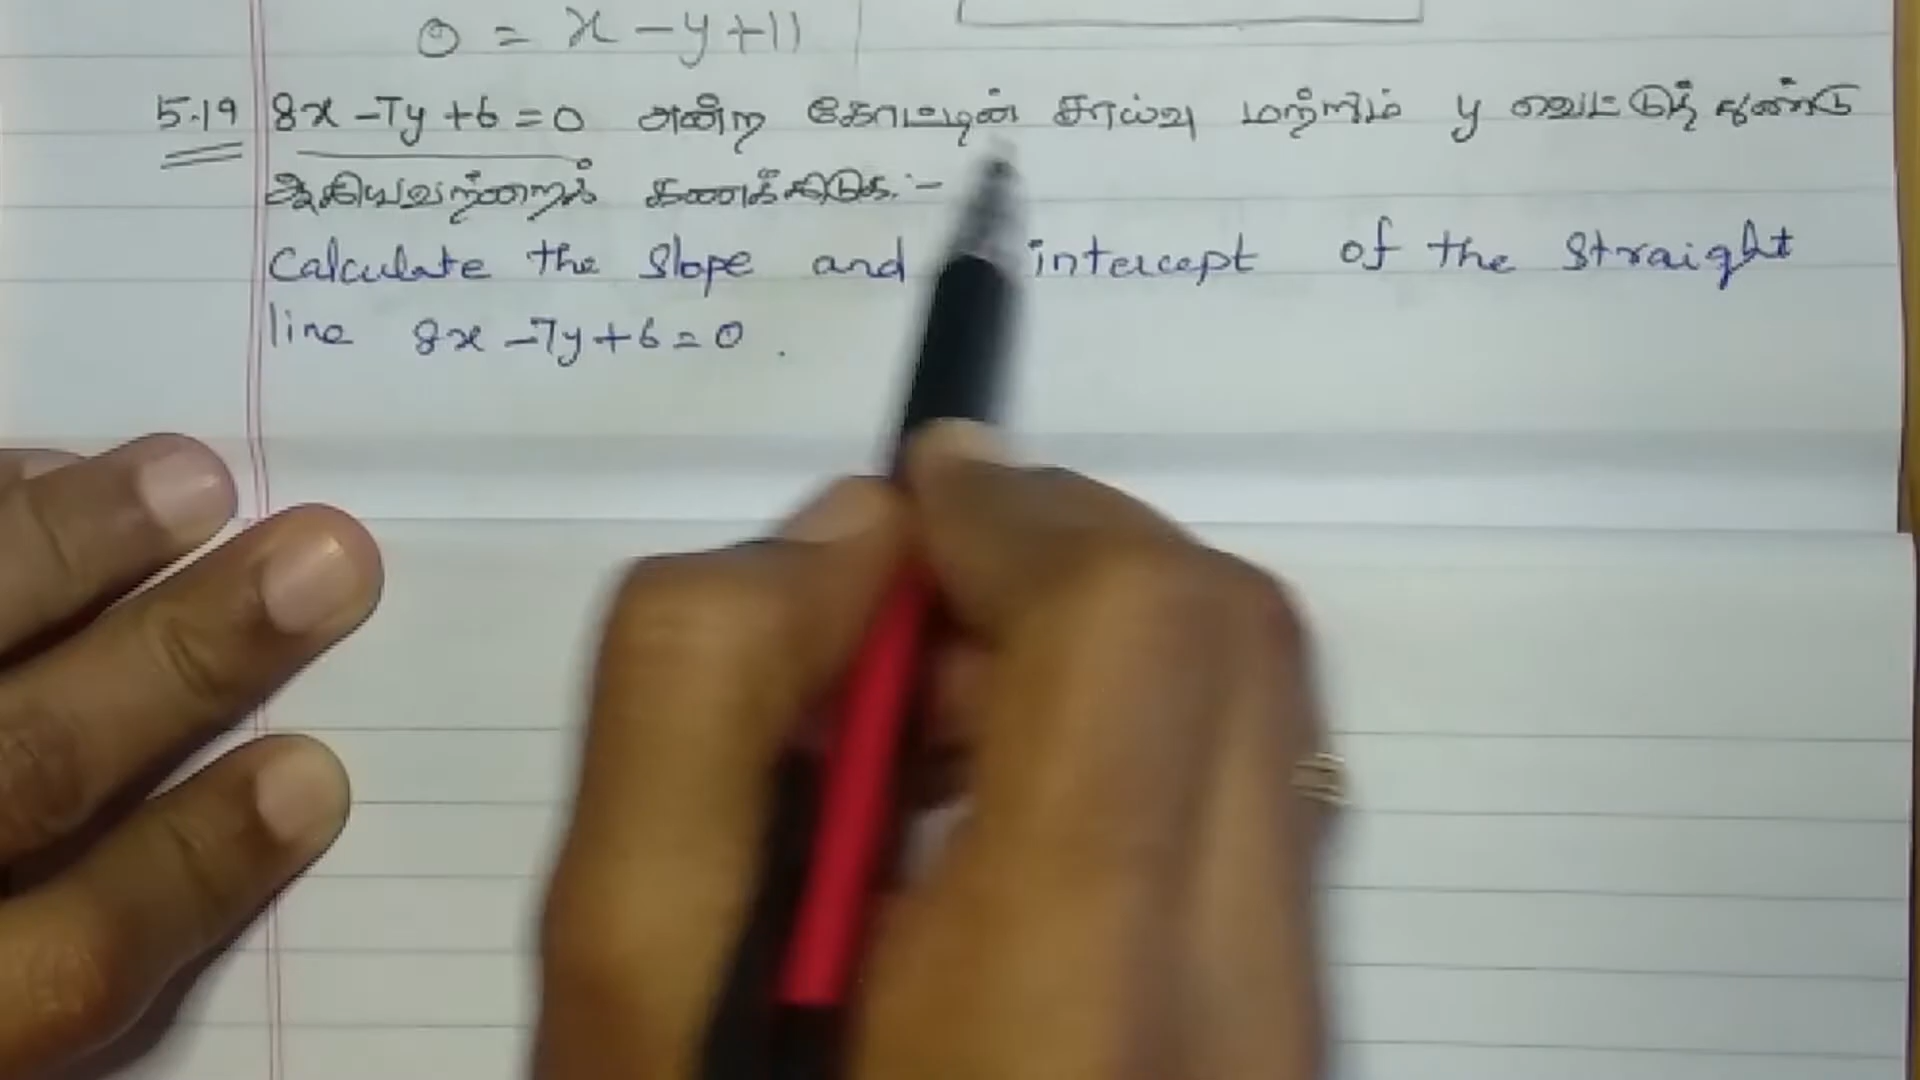 0 = x - y + 11
5.19 8x - 7y + 6 = 0 என்ற கோட்டின் சாய்வு மற்றும் y வெட்டுத் துண்டு
ஆகியவற்றைக் கணக்கிடுக :-
Calculate the Slope and intercept of the Straight
line 8x - 7y + 6 = 0 .